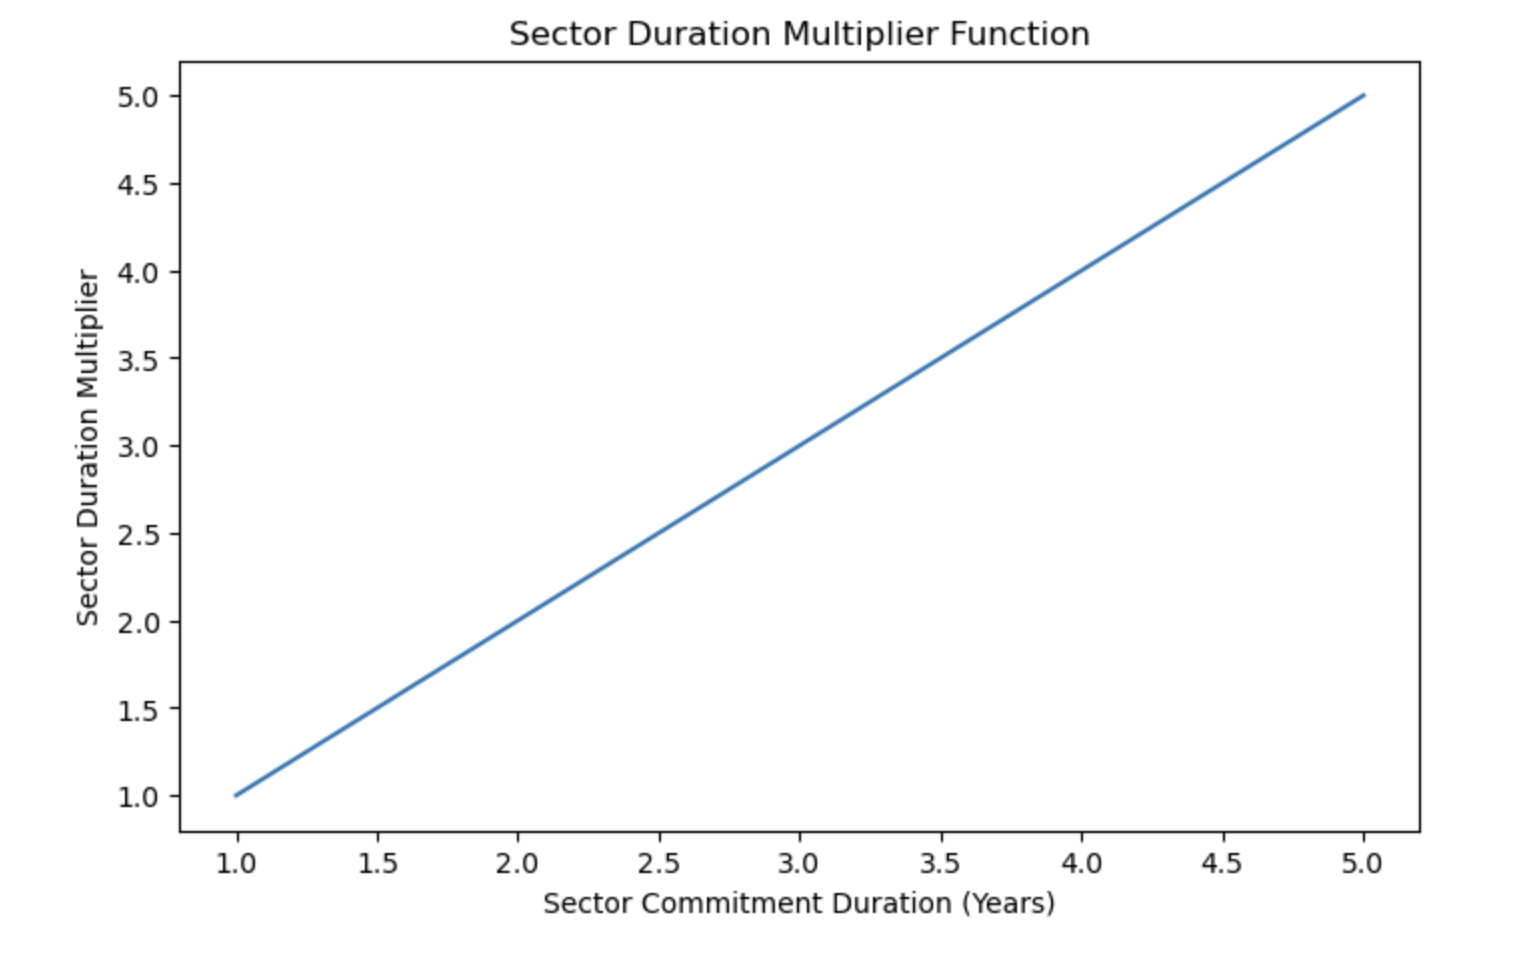 Sector Duration Multiplier Function
5.0
4.5
4.0
3.5
3.0
2.5
2.0
1.5
1.0
Sector Duration Multiplier
1.0 1.5 2.0 2.5 3.0 3.5 4.0 4.5 5.0
Sector Commitment Duration (Years)